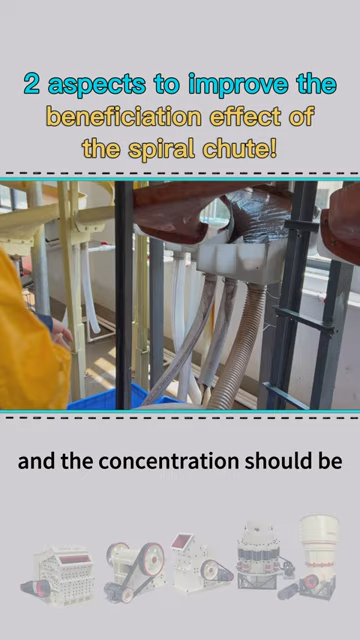 2 aspects to improve the
beneficiation effect of
the spiral chute!
and the concentration should be